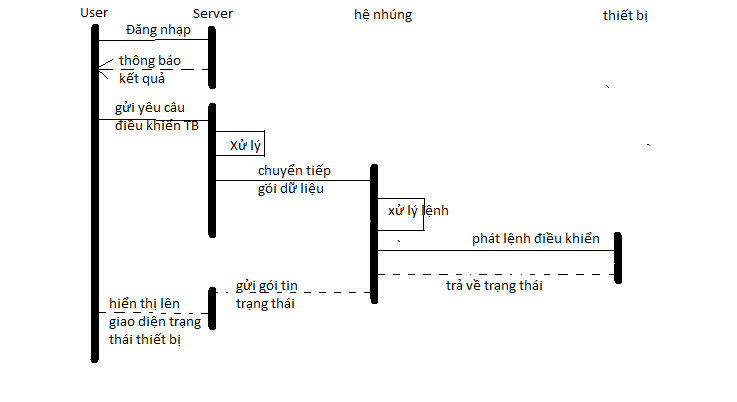 User
Server
hệ nhúng
thiết bị
Đăng nhạp
thông báo
kết quả
gửi yêu câu
điều khiển TB
Xử lý
chuyển tiếp
gói dữ liệu
xử lý lệnh
phát lệnh điều khiển
trả về trạng thái
gửi gói tin
trạng thái
hiển thị lên
giao diện trạng
thái thiết bị